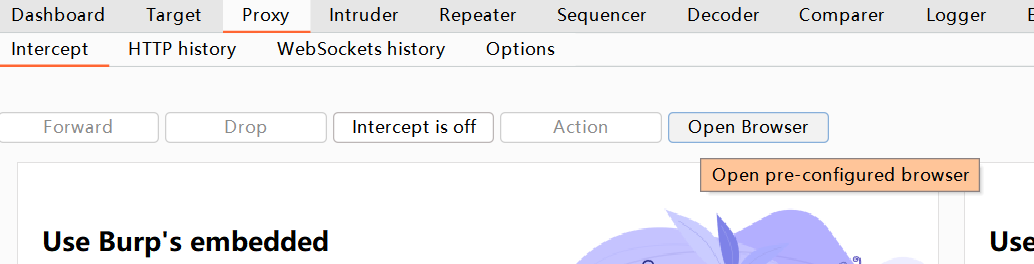 Dashboard Target Proxy Intruder Repeater Sequencer Decoder Comparer Logger
Intercept HTTP history WebSockets history Options
Forward Drop Intercept is off Action Open Browser
Open pre-configured browser
Use Burp's embedded Use